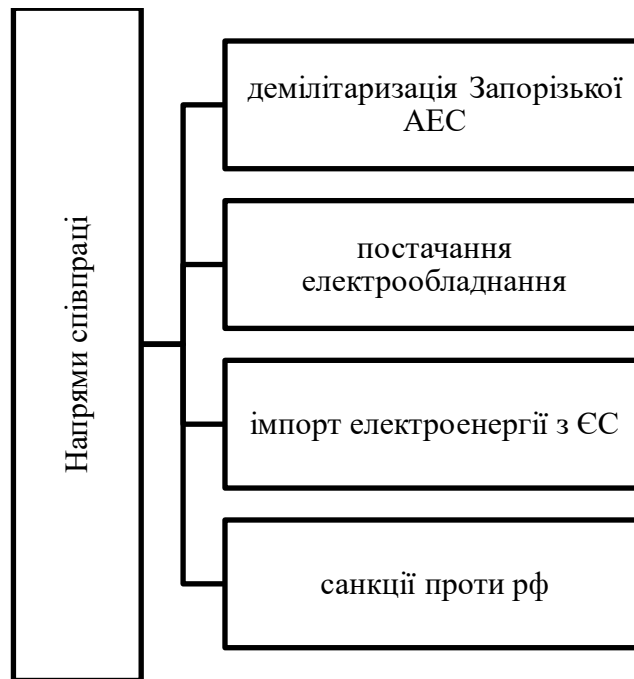 Напрями співпраці
демілітаризація Запорізької
АЕС
постачання
електрообладнання
імпорт електроенергії з ЄС
санкції проти рф